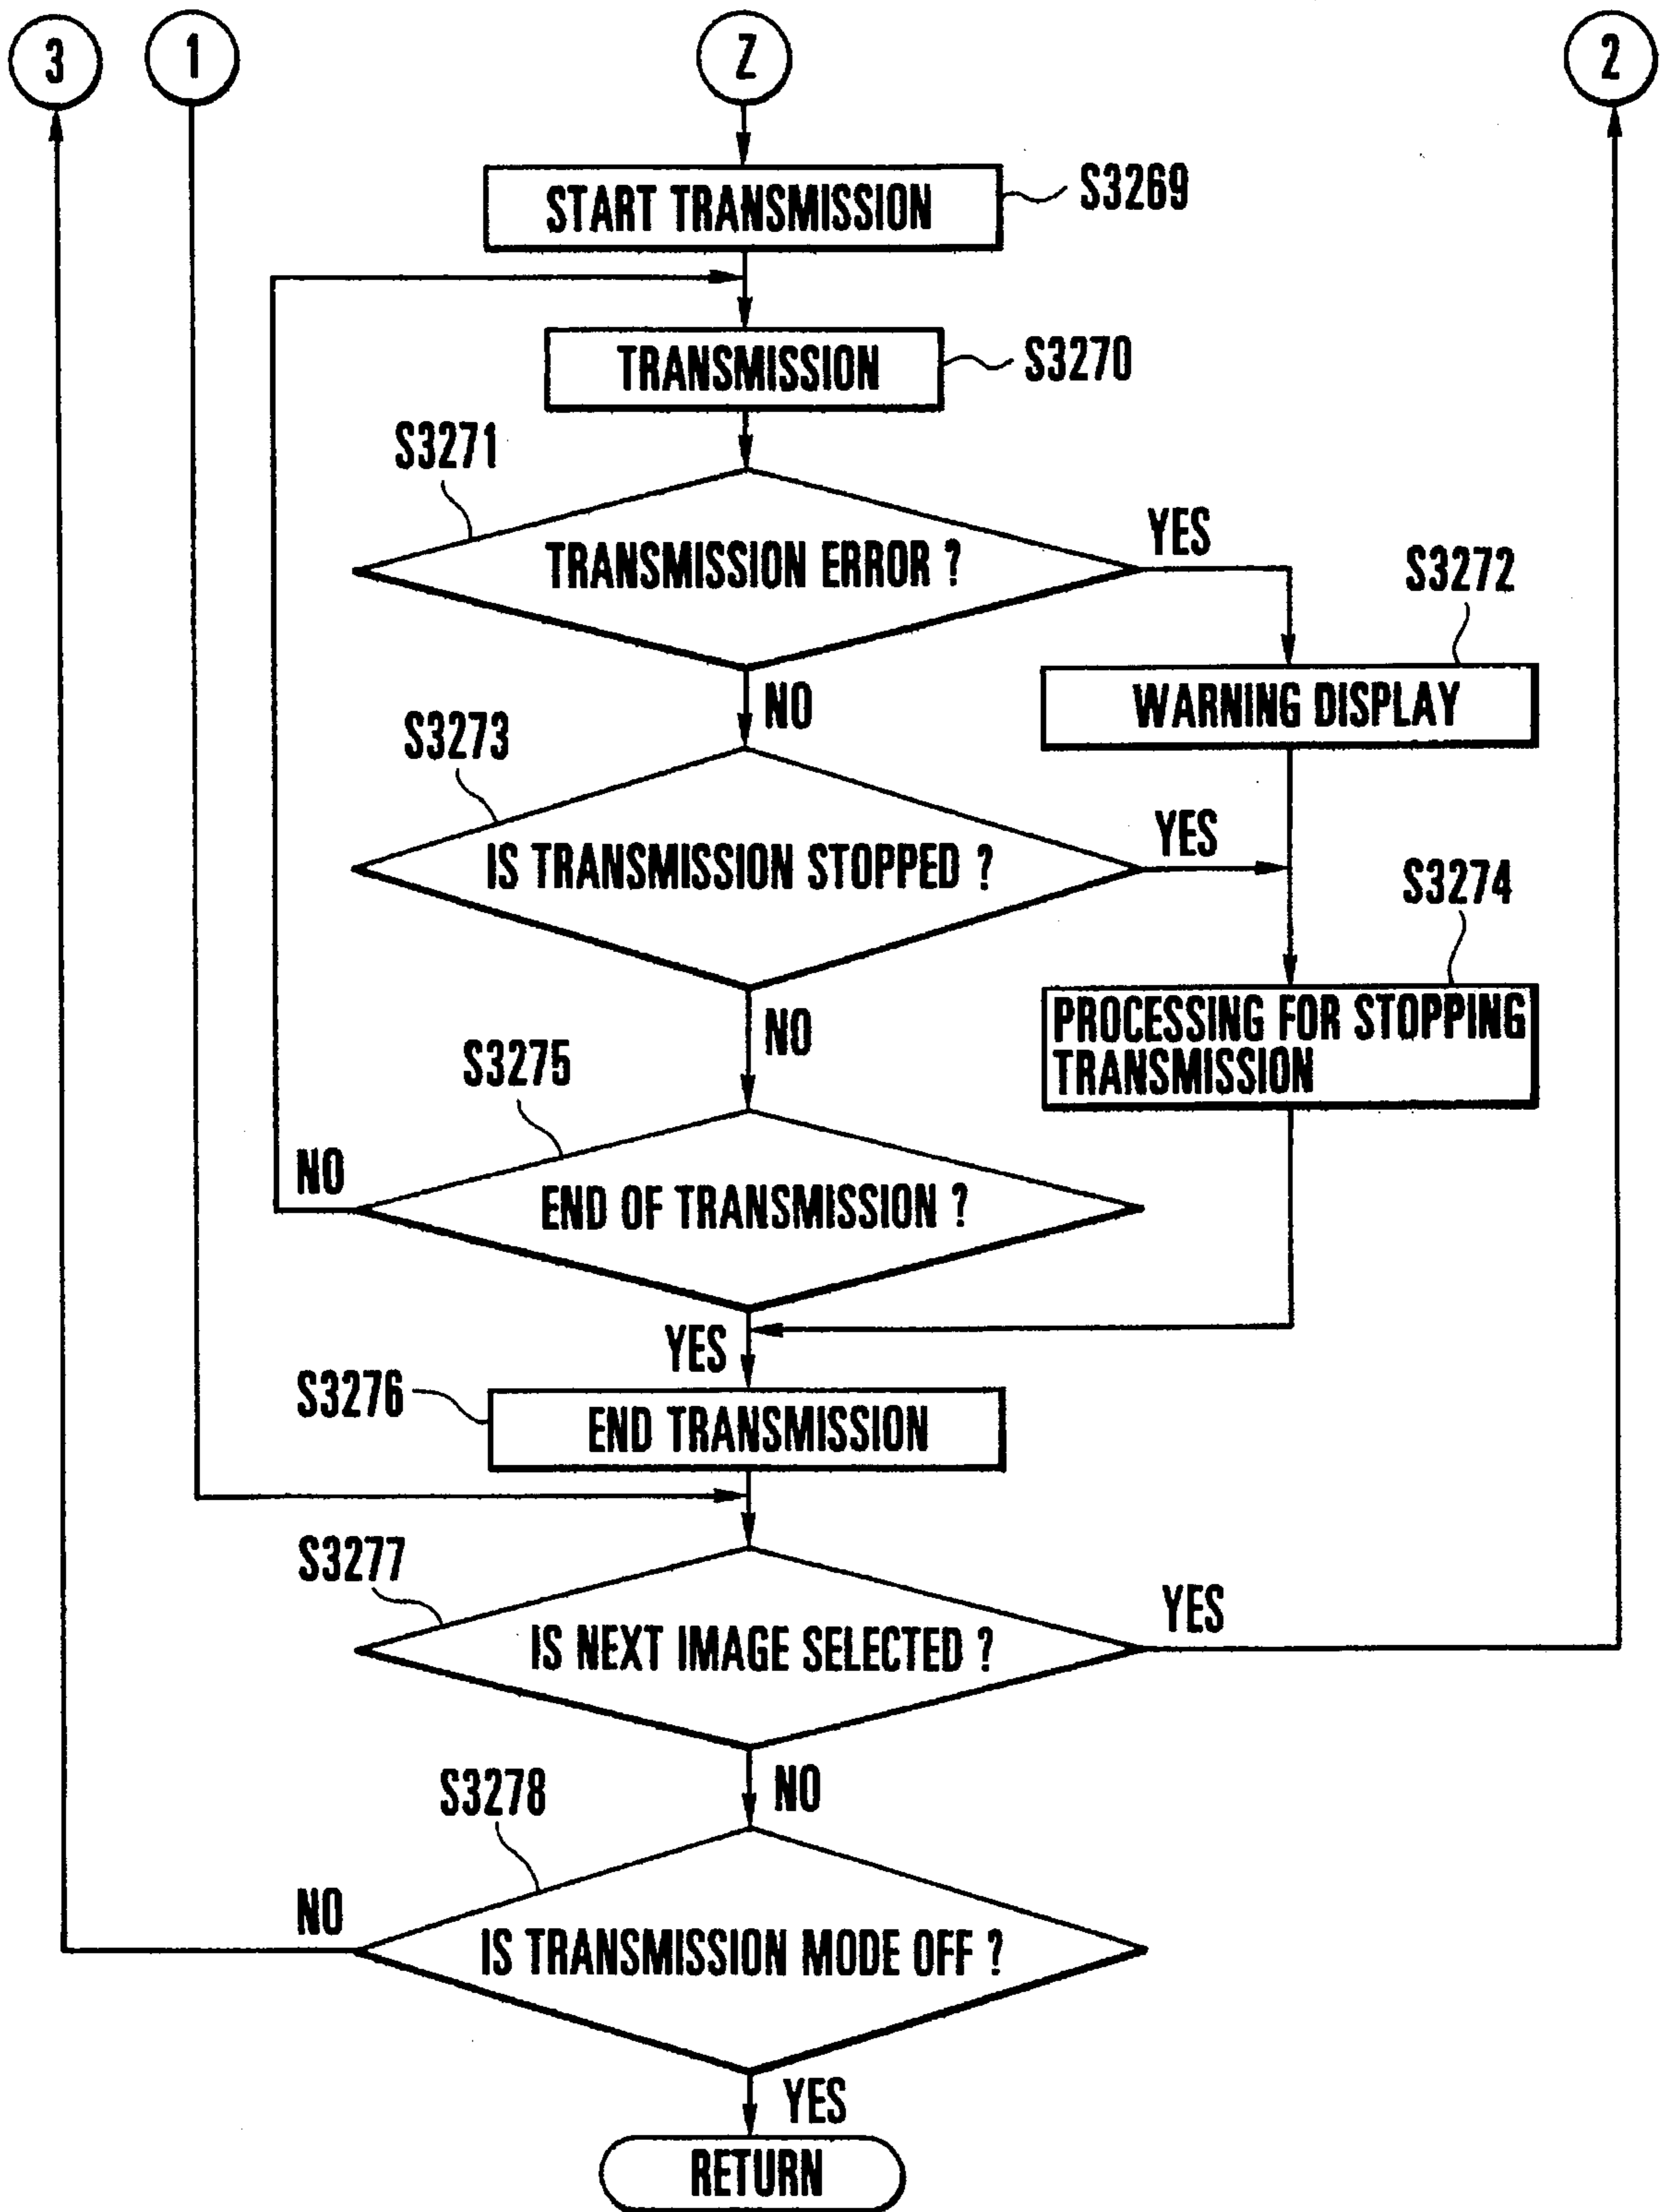 3
1
Z
2
START TRANSMISSION
S3269
TRANSMISSION
S3270
S3271
TRANSMISSION ERROR ?
YES
S3272
NO
WARNING DISPLAY
S3273
IS TRANSMISSION STOPPED ?
YES
S3274
NO
PROCESSING FOR STOPPING
TRANSMISSION
S3275
NO
END OF TRANSMISSION ?
YES
S3276
END TRANSMISSION
S3277
IS NEXT IMAGE SELECTED ?
YES
NO
S3278
NO
IS TRANSMISSION MODE OFF ?
YES
RETURN